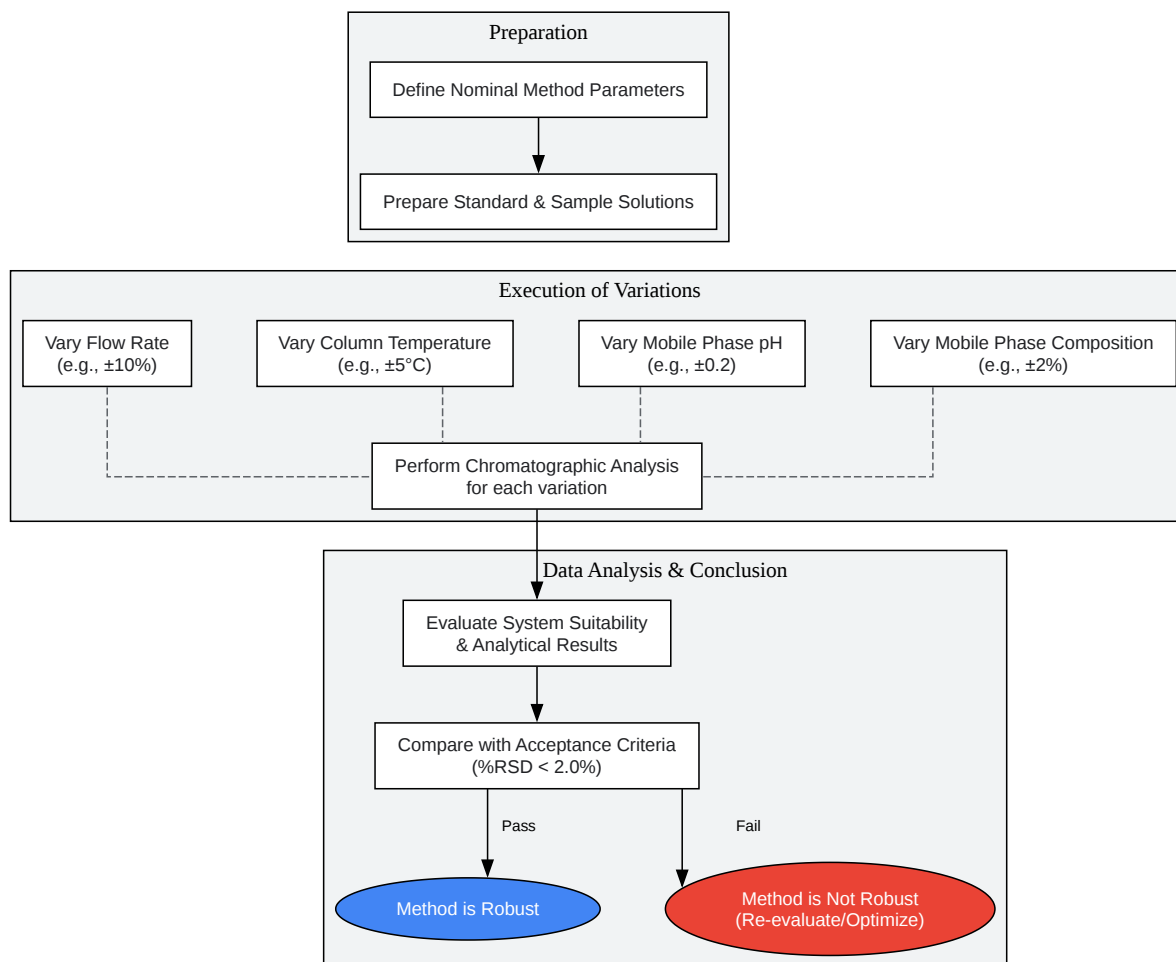 Preparation
Define Nominal Method Parameters
Prepare Standard & Sample Solutions
Execution of Variations
Vary Flow Rate
(e.g., ±10%)
Vary Column Temperature
(e.g., ±5°C)
Vary Mobile Phase pH
(e.g., ±0.2)
Vary Mobile Phase Composition
(e.g., ±2%)
Perform Chromatographic Analysis
for each variation
Data Analysis & Conclusion
Evaluate System Suitability
& Analytical Results
Compare with Acceptance Criteria
(%RSD < 2.0%)
Pass
Fail
Method is Robust
Method is Not Robust
(Re-evaluate/Optimize)